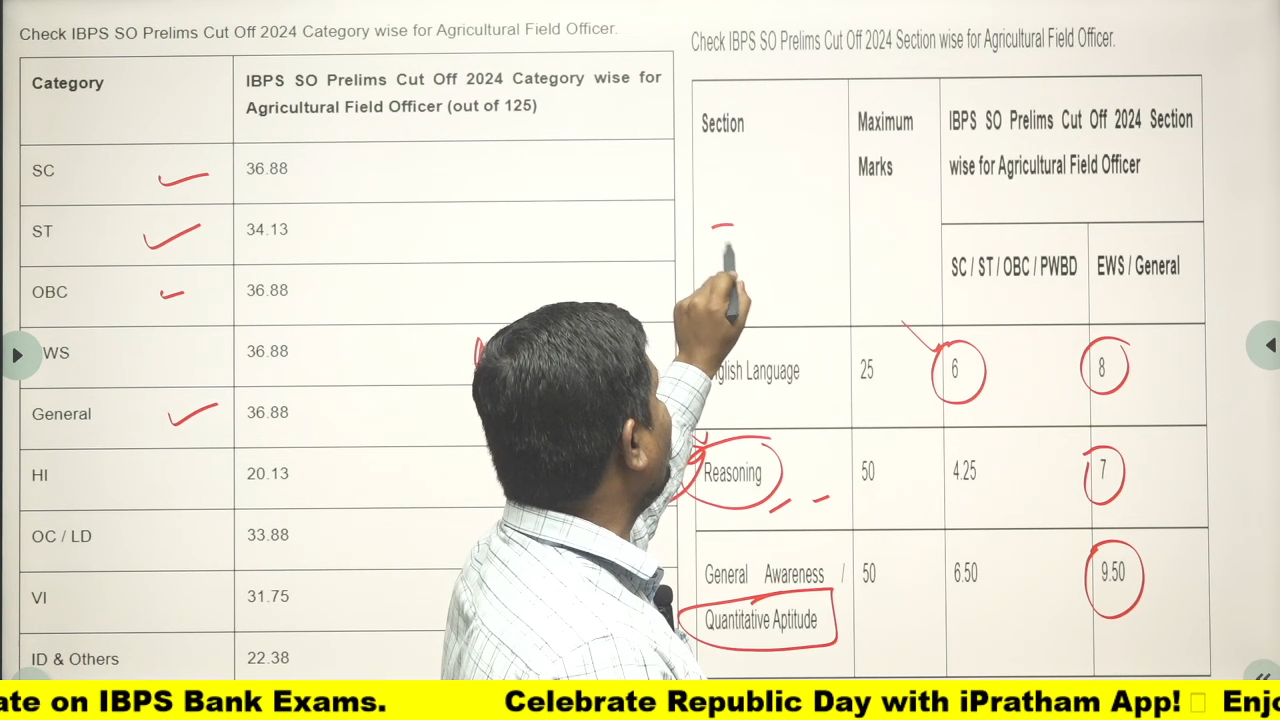 Check IBPS SO Prelims Cut Off 2024 Category wise for Agricultural Field Officer.
Category
IBPS SO Prelims Cut Off 2024 Category wise for
Agricultural Field Officer (out of 125)
SC 36.88
ST 34.13
OBC 36.88
WS 36.88
General 36.88
HI 20.13
OC / LD 33.88
VI 31.75
ID & Others 22.38
Check IBPS SO Prelims Cut Off 2024 Section wise for Agricultural Field Officer.
Section
Maximum
Marks
IBPS SO Prelims Cut Off 2024 Section
wise for Agricultural Field Officer
SC / ST / OBC / PWBD EWS / General
nglish Language 25 6 8
Reasoning 50 4.25 7
General Awareness / 50 6.50 9.50
Quantitative Aptitude
ate on IBPS Bank Exams. Celebrate Republic Day with iPratham App! Enjo